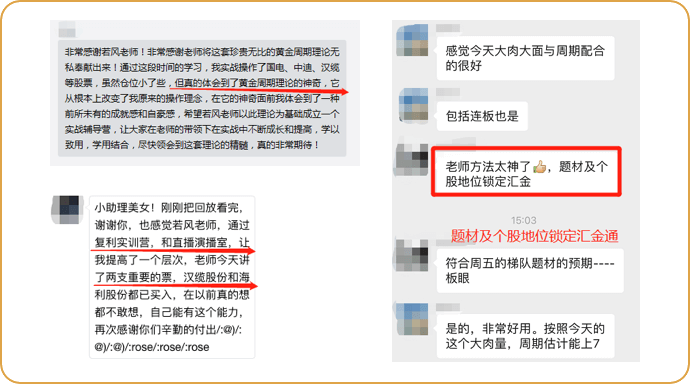 非常感谢若风老师！非常感谢老师将这套珍贵无比的黄金周期理论无
私奉献出来！通过这段时间的学习，我实战操作了国电、中迪、汉缆
等股票，虽然仓位小了些，但真的体会到了黄金周期理论的神奇，它
从根本上改变了我原来的操作理念，在它的神奇面前我体会到了一种
前所未有的成就感和自豪感，希望若风老师以此理论为基础成立一个
实战辅导营，让大家在老师的带领下在实战中不断成长和提高，学以
致用，学用结合，尽快领会到这套理论的精髓，真的非常期待！
小助理美女！刚刚把回放看完，
谢谢你，也感觉若风老师，通过
复利实训营，和直播演播室，让
我提高了一个层次，老师今天讲
了两支重要的票，汉缆股份和海
利股份都已买入，在以前真的想
都不敢想，自己能有这个能力，
再次感谢你们辛勤的付出/:@)/:
@)/:@)/:rose/:rose/:rose
感觉今天大肉大面与周期配合
的很好
包括连板也是
老师方法太神了👍，题材及个
股地位锁定汇金
15:03
题材及个股地位锁定汇金通
符合周五的梯队题材的预期----
板眼
是的，非常好用。按照今天的
这个大肉量，周期估计能上7